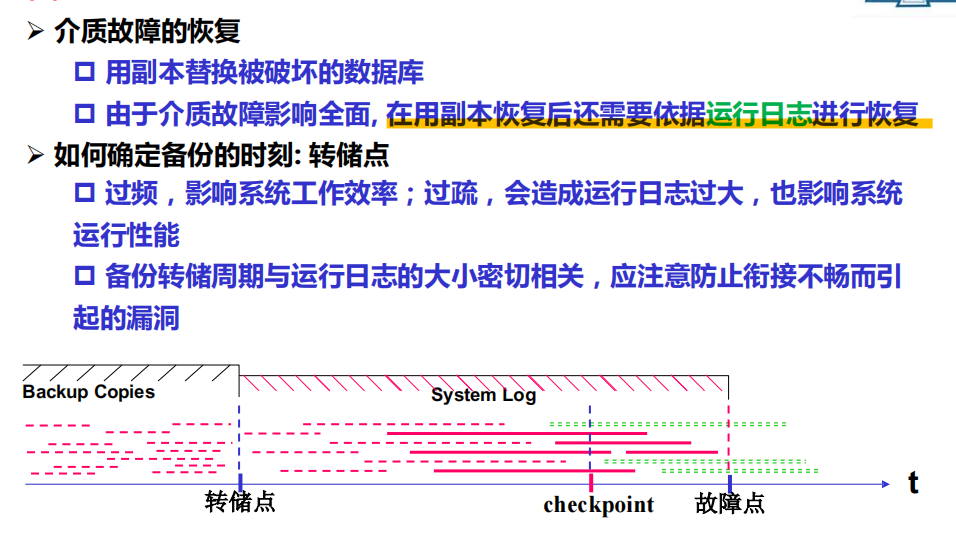 ➢ 介质故障的恢复
❑ 用副本替换被破坏的数据库
❑ 由于介质故障影响全面, 在用副本恢复后还需要依据运行日志进行恢复
➢ 如何确定备份的时刻: 转储点
❑ 过频，影响系统工作效率；过疏，会造成运行日志过大，也影响系统
运行性能
❑ 备份转储周期与运行日志的大小密切相关，应注意防止衔接不畅而引
起的漏洞
Backup Copies
System Log
t
转储点
checkpoint
故障点